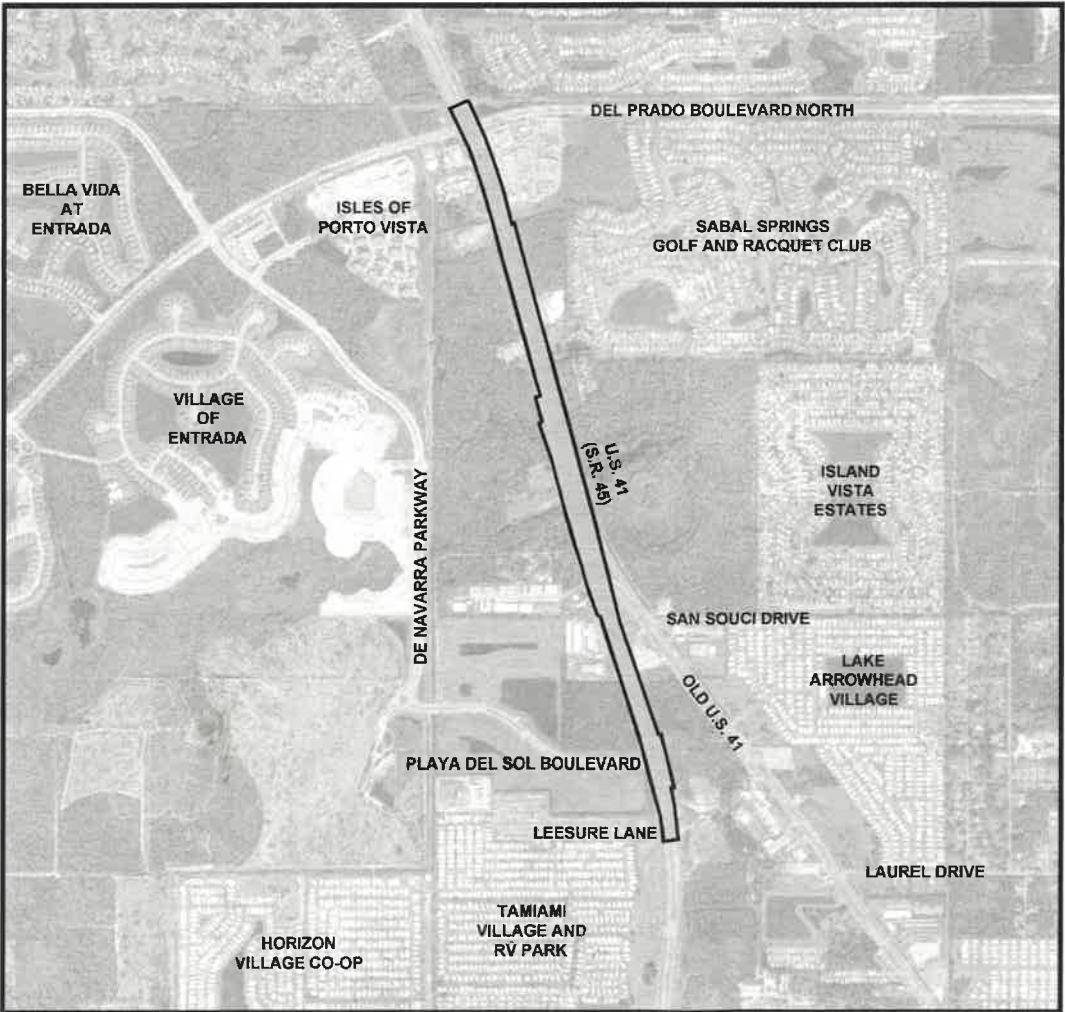 DEL PRADO BOULEVARD NORTH
BELLA VIDA
AT
ENTRADA
ISLES OF
PORTO VISTA
SABAL SPRINGS
GOLF AND RACQUET CLUB
VILLAGE
OF
ENTRADA
U.S. 41
(S.R. 45)
ISLAND
VISTA
ESTATES
DE NAVARRA PARKWAY
SAN SOUCI DRIVE
LAKE
ARROWHEAD
VILLAGE
OLD U.S. 41
PLAYA DEL SOL BOULEVARD
LEESURE LANE
LAUREL DRIVE
TAMIAMI
VILLAGE AND
RV PARK
HORIZON
VILLAGE CO-OP